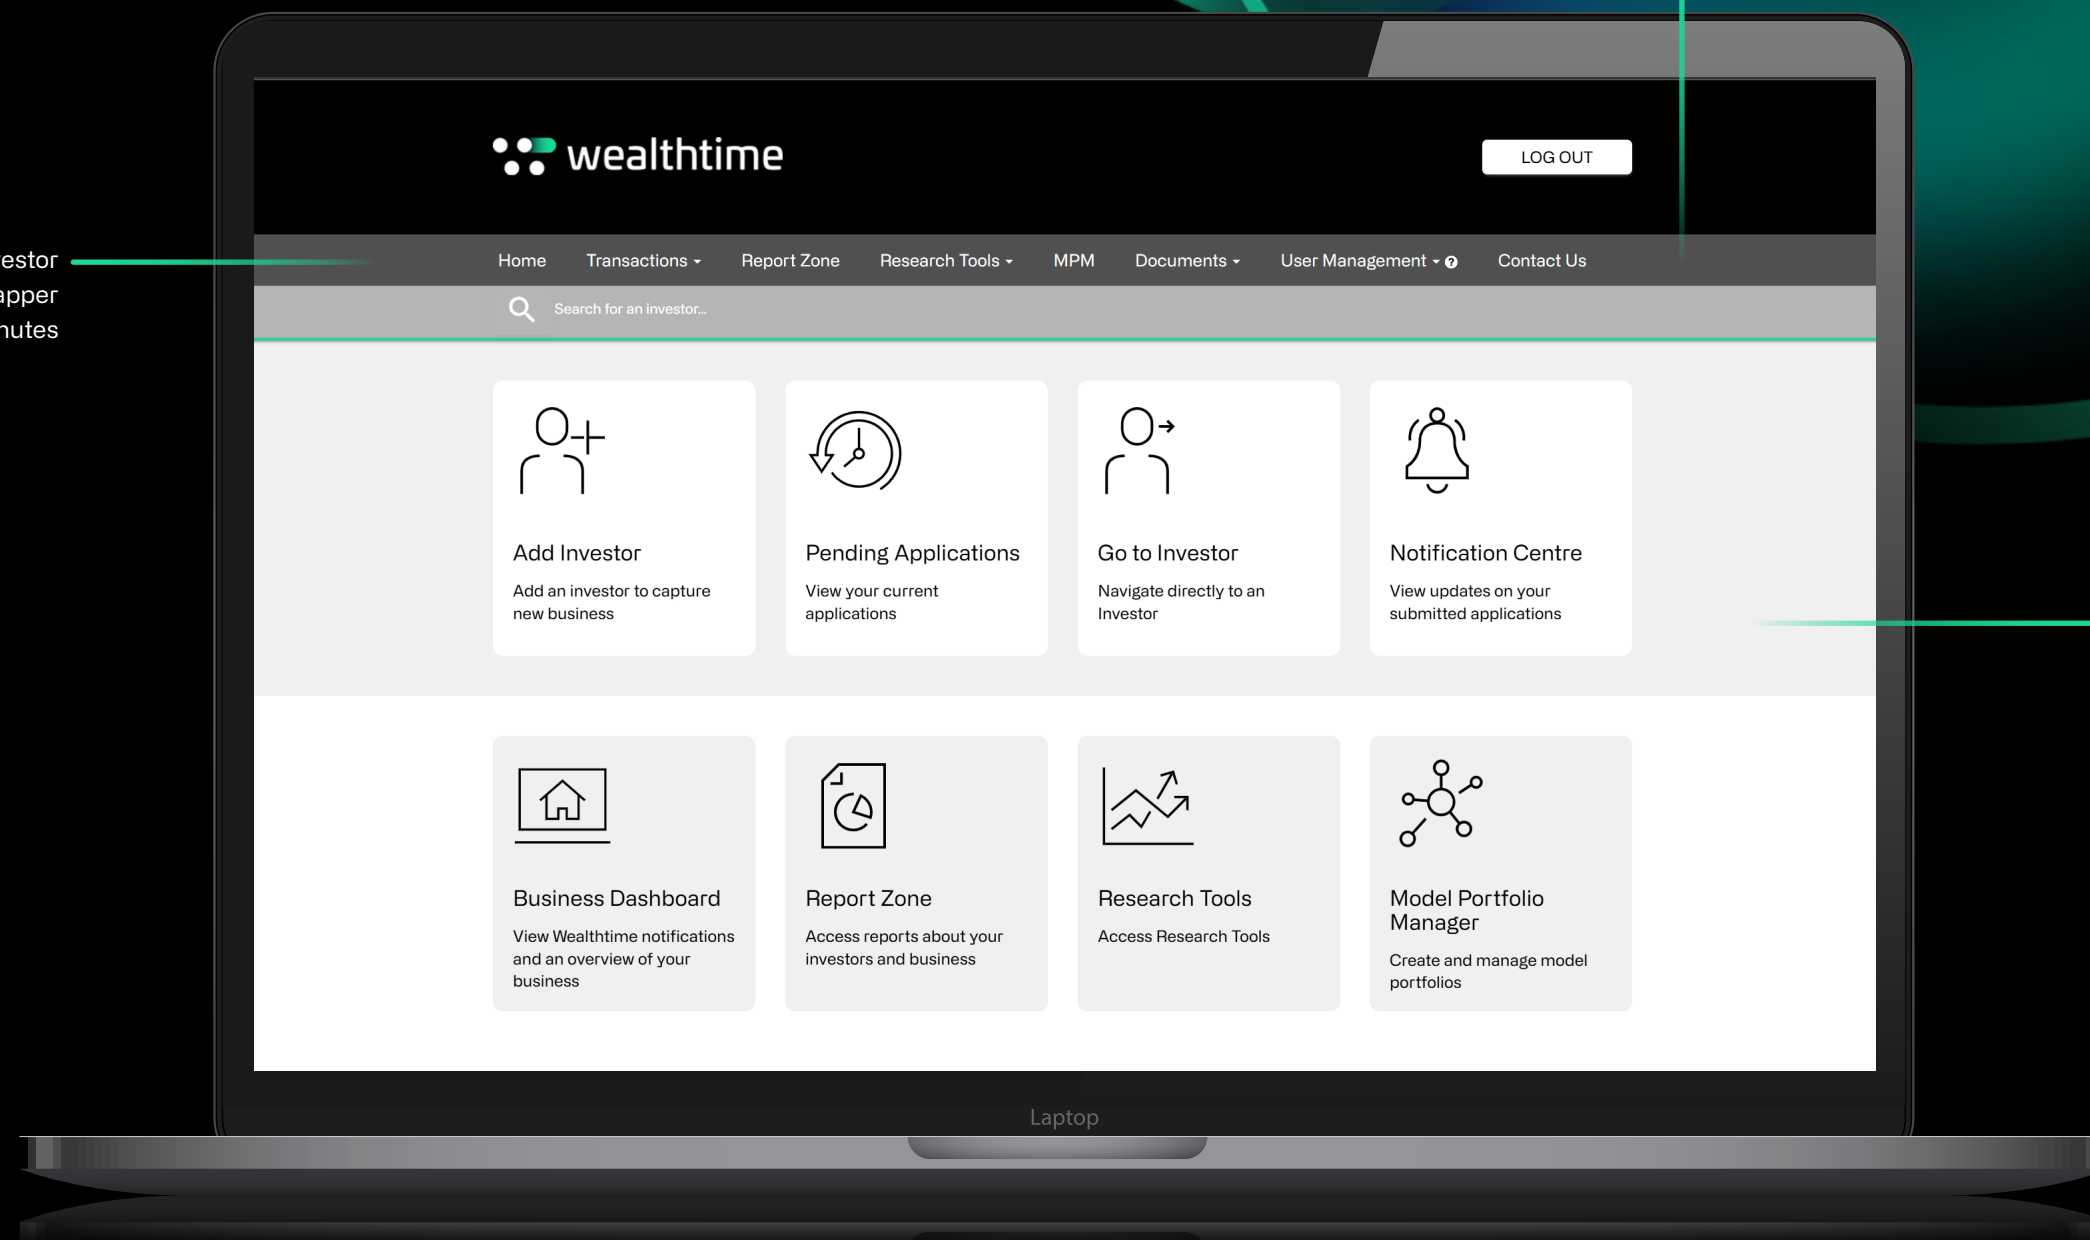 wealthtime
LOG OUT
Home Transactions Report Zone Research Tools MPM Documents User Management ? Contact Us
Search for an investor...
Add Investor
Add an investor to capture
new business
Pending Applications
View your current
applications
Go to Investor
Navigate directly to an
Investor
Notification Centre
View updates on your
submitted applications
Business Dashboard
View Wealthtime notifications
and an overview of your
business
Report Zone
Access reports about your
investors and business
Research Tools
Access Research Tools
Model Portfolio
Manager
Create and manage model
portfolios
Laptop